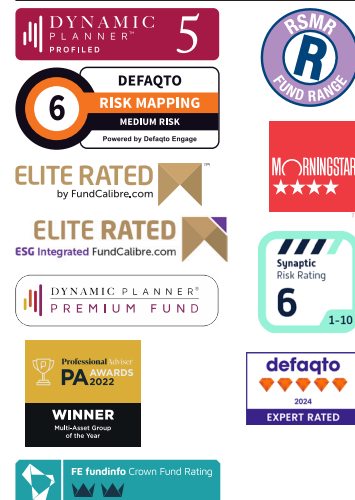 DYNAMIC
PLANNER™
PROFILED
5
RSMR
R
FUND RANGE
6
DEFAQTO
RISK MAPPING
MEDIUM RISK
Powered by Defaqto Engage
ELITE RATED
by FundCalibre.com
MORNINGSTAR
ELITE RATED
ESG Integrated FundCalibre.com
Synaptic
Risk Rating
6
1-10
DYNAMIC PLANNER®
PREMIUM FUND
Professional Adviser
PA AWARDS
2022
WINNER
Multi-Asset Group
of the Year
defaqto
2024
EXPERT RATED
FE fundinfo Crown Fund Rating